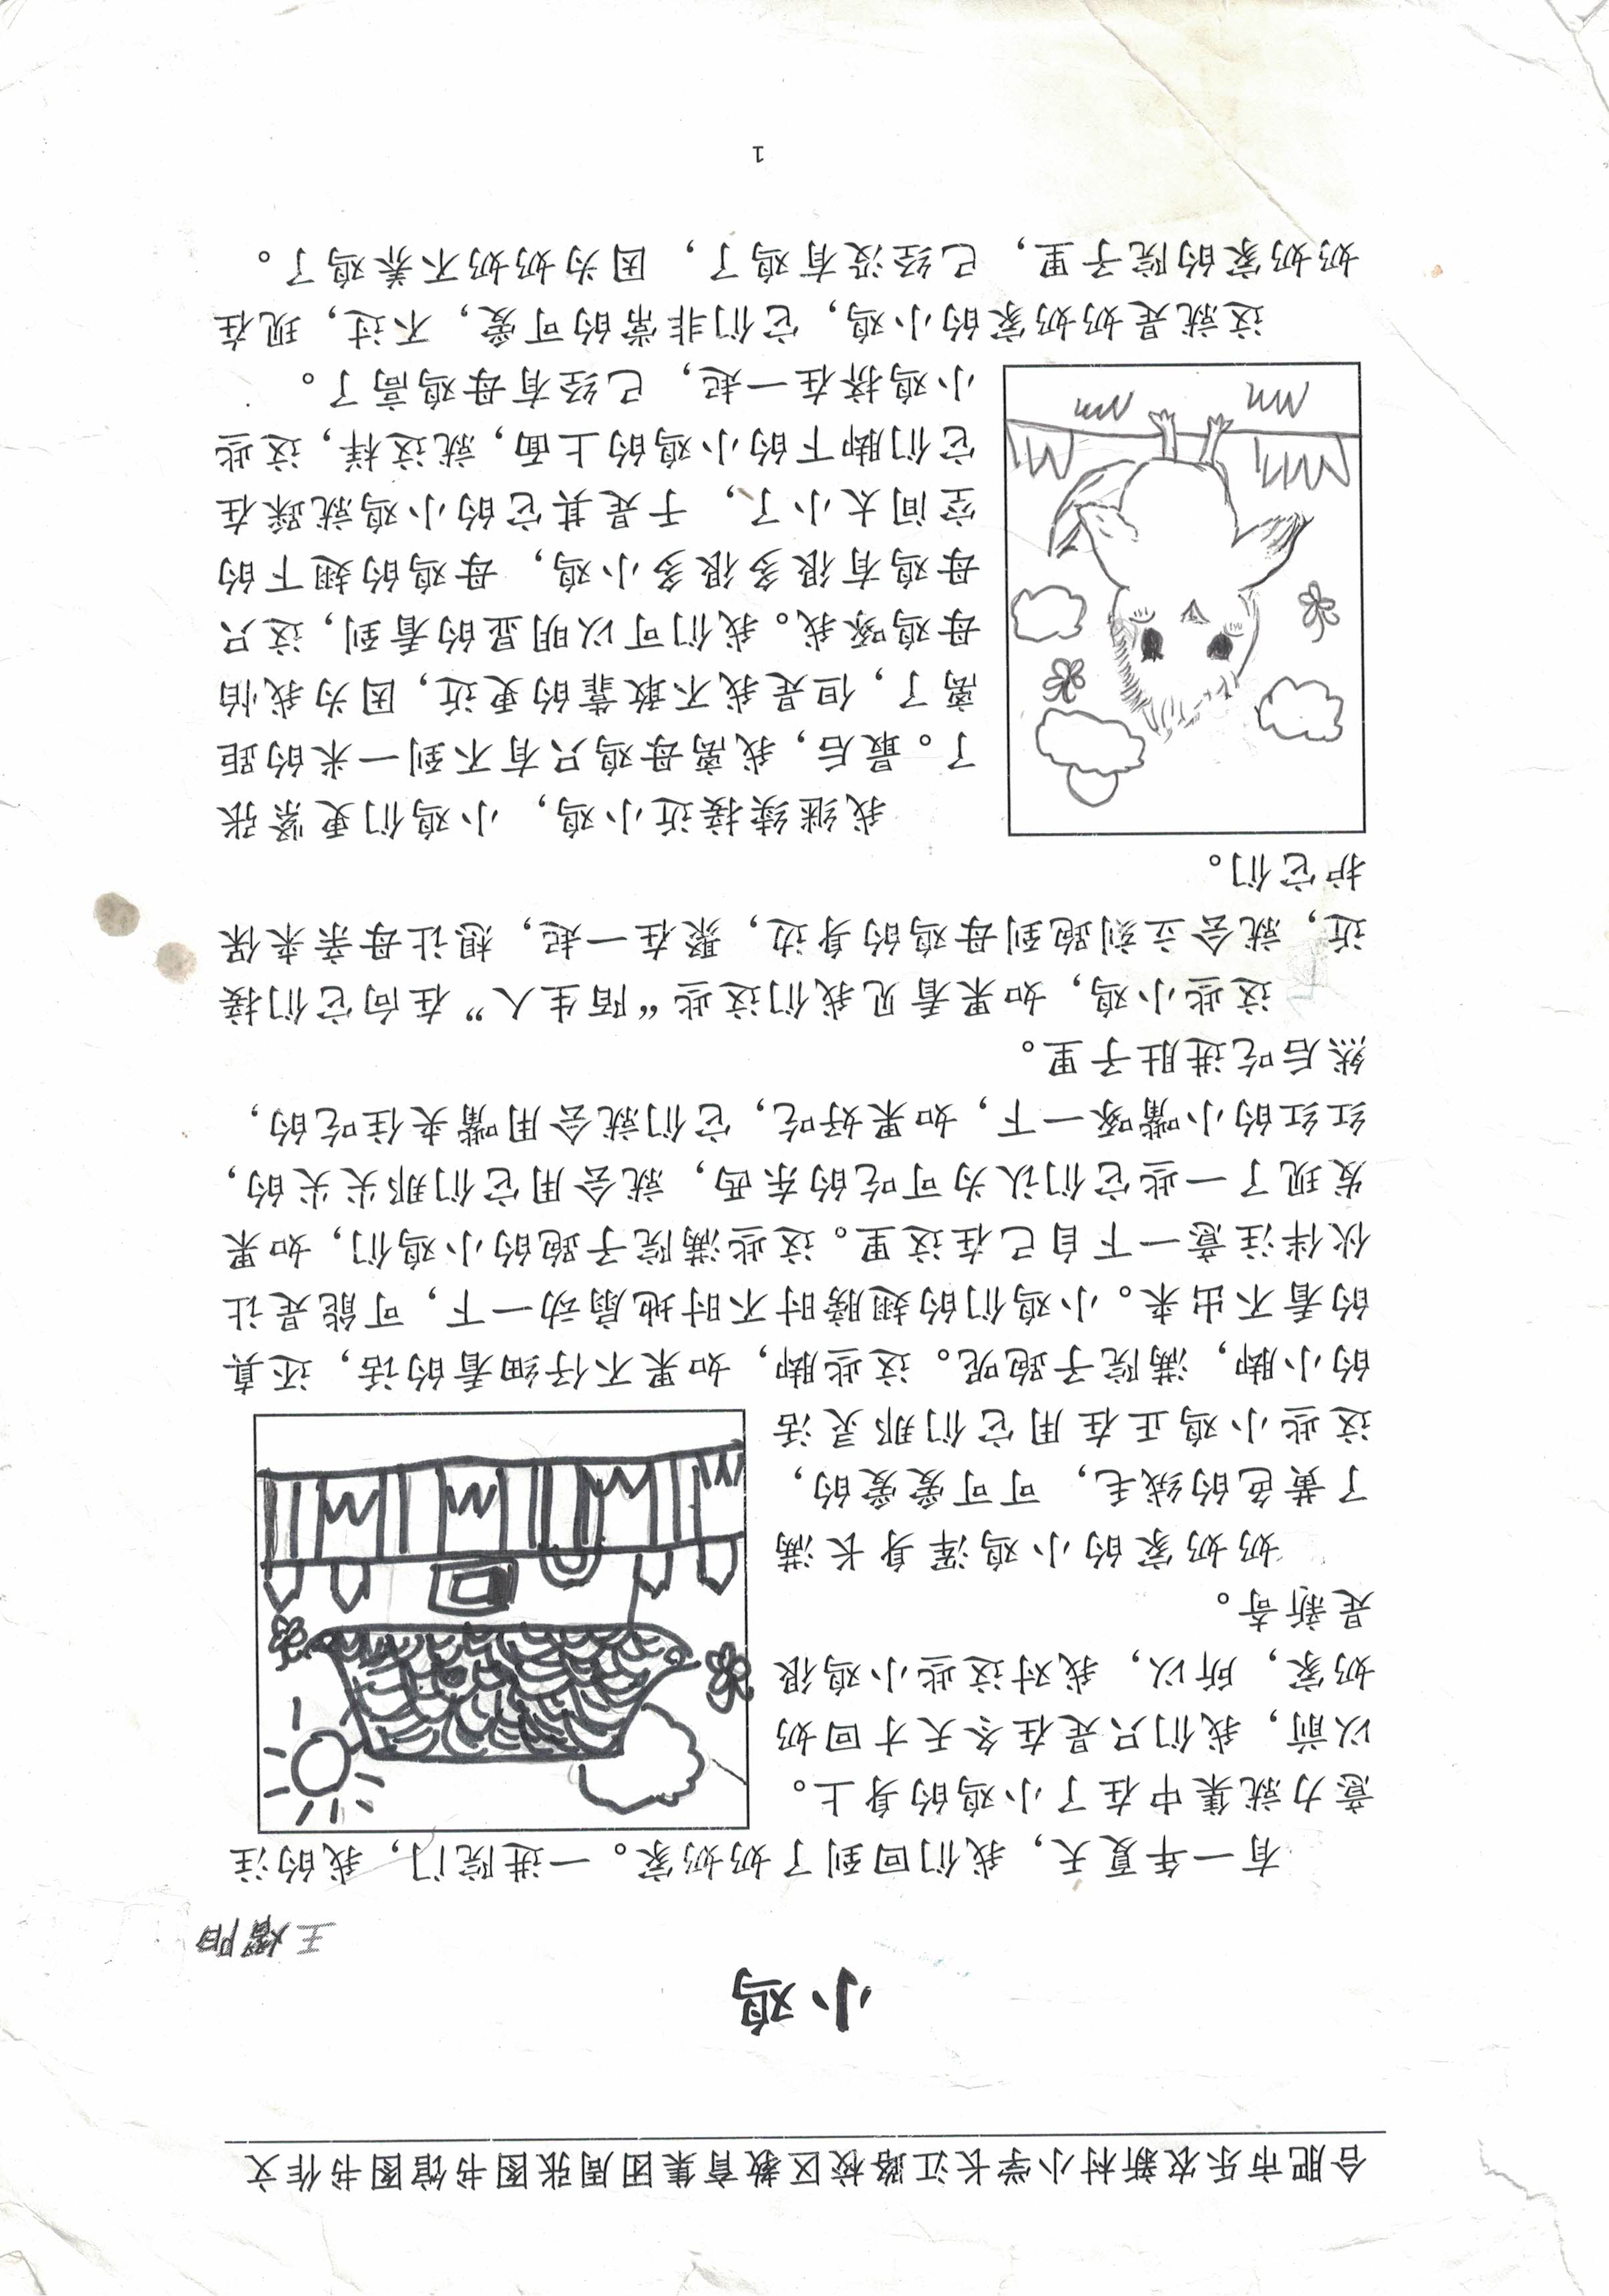 合肥市乐农新村小学长江路校区教育集团周张图书馆图书作文
小鸡
王熠阳
有一年夏天，我们回到了奶奶家。一进院门，我的注
意力就集中在了小鸡的身上。
以前，我们只是在冬天才回奶
奶家，所以，我对这些小鸡很
是新奇。
奶奶家的小鸡浑身长满
了黄色的绒毛，可可爱爱的，
这些小鸡正在用它们那灵活
的小脚，满院子跑呢。这些脚，如果不仔细看的话，还真
的看不出来。小鸡们的翅膀时不时地扇动一下，可能是让
伙伴注意一下自己在这里。这些满院子跑的小鸡们，如果
发现了一些它们认为可吃的东西，就会用它们那尖尖的，
红红的小嘴啄一下，如果好吃，它们就会用嘴夹住吃的，
然后吃进肚子里。
这些小鸡，如果看见我们这些“陌生人”在向它们接
近，就会立刻跑到母鸡的身边，聚在一起，想让母亲来保
护它们。
我继续接近小鸡，小鸡们更紧张
了。最后，我离母鸡只有不到一米的距
离了，但是我不敢靠的更近，因为我怕
母鸡啄我。我们可以明显的看到，这只
母鸡有很多很多小鸡，母鸡的翅下的
空间太小了，于是其它的小鸡就踩在
它们脚下的小鸡的上面，就这样，这些
小鸡挤在一起，已经有母鸡高了。
这就是奶奶家的小鸡，它们非常的可爱，不过，现在
奶奶家的院子里，已经没有鸡了，因为奶奶不养鸡了。
1